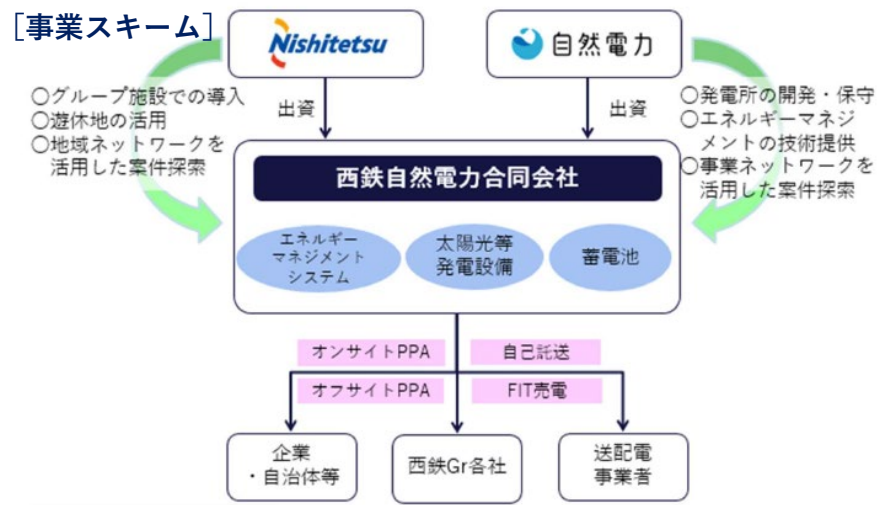 ［事業スキーム］
Nishitetsu
自然電力
○グループ施設での導入
○遊休地の活用
○地域ネットワークを
活用した案件探索
出資
出資
○発電所の開発・保守
○エネルギーマネジ
メントの技術提供
○事業ネットワークを
活用した案件探索
西鉄自然電力合同会社
エネルギー
マネジメント
システム
太陽光等
発電設備
蓄電池
オンサイトPPA
自己託送
オフサイトPPA
FIT売電
企業
・自治体等
西鉄Gr各社
送配電
事業者